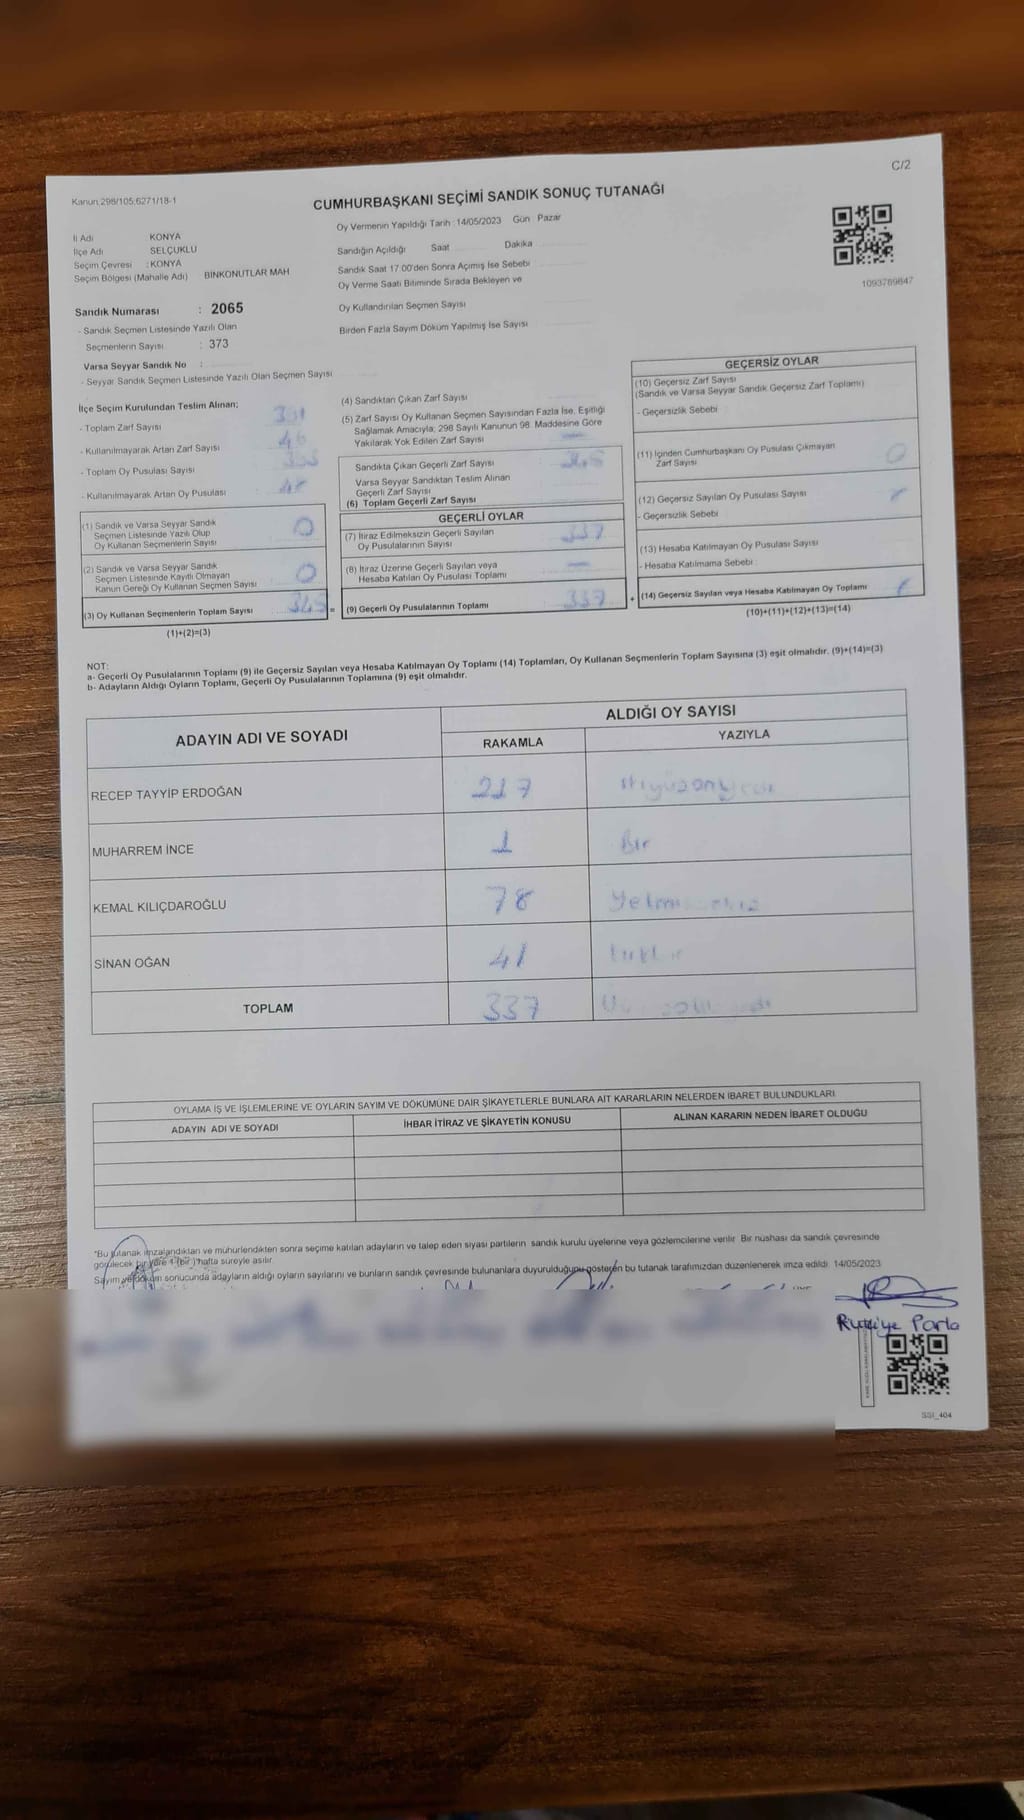 C/2
Kanun 298/105,6271/18-1
CUMHURBAŞKANI SEÇİMİ SANDIK SONUÇ TUTANAĞI
Oy Vermenin Yapıldığı Tarih : 14/05/2023 Gün Pazar
İl Adı KONYA
İlçe Adı SELÇUKLU
Seçim Çevresi : KONYA
Seçim Bölgesi (Mahalle Adı) BİNKONUTLAR MAH
Sandığın Açıldığı Saat Dakika
Sandık Saat 17.00'den Sonra Açımış İse Sebebi
Oy Verme Saati Bitiminde Sırada Bekleyen ve
Oy Kullandırılan Seçmen Sayısı
Birden Fazla Sayım Döküm Yapılmış İse Sayısı
1093769847
Sandık Numarası : 2065
- Sandık Seçmen Listesinde Yazılı Olan
Seçmenlerin Sayısı : 373
Varsa Seyyar Sandık No :
- Seyyar Sandık Seçmen Listesinde Yazılı Olan Seçmen Sayısı
İlçe Seçim Kurulundan Teslim Alınan;
- Toplam Zarf Sayısı
- Kullanılmayarak Artan Zarf Sayısı
- Toplam Oy Pusulası Sayısı
- Kullanılmayarak Artan Oy Pusulası
(1) Sandık ve Varsa Seyyar Sandık
Seçmen Listesinde Yazılı Olup
Oy Kullanan Seçmenlerin Sayısı 0
(2) Sandık ve Varsa Seyyar Sandık
Seçmen Listesinde Kayıtlı Olmayan
Kanun Gereği Oy Kullanan Seçmen Sayısı 0
(3) Oy Kullanan Seçmenlerin Toplam Sayısı 345 =
(1)+(2)=(3)
(4) Sandıktan Çıkan Zarf Sayısı
(5) Zarf Sayısı Oy Kullanan Seçmen Sayısından Fazla İse, Eşitliği
Sağlamak Amacıyla; 298 Sayılı Kanunun 98. Maddesine Göre
Yakılarak Yok Edilen Zarf Sayısı —
Sandıkta Çıkan Geçerli Zarf Sayısı 345
Varsa Seyyar Sandıktan Teslim Alınan
Geçerli Zarf Sayısı
(6) Toplam Geçerli Zarf Sayısı
GEÇERLİ OYLAR
(7) İtiraz Edilmeksizin Geçerli Sayılan
Oy Pusulalarının Sayısı 337
(8) İtiraz Üzerine Geçerli Sayılan veya
Hesaba Katılan Oy Pusulası Toplamı —
(9) Geçerli Oy Pusulalarının Toplamı 337 +
GEÇERSİZ OYLAR
(10) Geçersiz Zarf Sayısı
(Sandık ve Varsa Seyyar Sandık Geçersiz Zarf Toplamı)
- Geçersizlik Sebebi
(11) İçinden Cumhurbaşkanı Oy Pusulası Çıkmayan
Zarf Sayısı 0
(12) Geçersiz Sayılan Oy Pusulası Sayısı
- Geçersizlik Sebebi
(13) Hesaba Katılmayan Oy Pusulası Sayısı
- Hesaba Katılmama Sebebi
(14) Geçersiz Sayılan veya Hesaba Katılmayan Oy Toplamı
(10)+(11)+(12)+(13)=(14)
NOT:
a- Geçerli Oy Pusulalarının Toplamı (9) ile Geçersiz Sayılan veya Hesaba Katılmayan Oy Toplamı (14) Toplamları, Oy Kullanan Seçmenlerin Toplam Sayısına (3) eşit olmalıdır. (9)+(14)=(3)
b- Adayların Aldığı Oyların Toplamı, Geçerli Oy Pusulalarının Toplamına (9) eşit olmalıdır.
ADAYIN ADI VE SOYADI ALDIĞI OY SAYISI
RAKAMLA YAZIYLA
RECEP TAYYİP ERDOĞAN 217
MUHARREM İNCE 1 Bir
KEMAL KILIÇDAROĞLU 78
SİNAN OĞAN 41
TOPLAM 337
OYLAMA İŞ VE İŞLEMLERİNE VE OYLARIN SAYIM VE DÖKÜMÜNE DAİR ŞİKAYETLERLE BUNLARA AİT KARARLARIN NELERDEN İBARET BULUNDUKLARI
ADAYIN ADI VE SOYADI İHBAR İTİRAZ VE ŞİKAYETİN KONUSU ALINAN KARARIN NEDEN İBARET OLDUĞU
*Bu tutanak imzalandıktan ve mühürlendikten sonra seçime katılan adayların ve talep eden siyasi partilerin sandık kurulu üyelerine veya gözlemcilerine verilir. Bir nüshası da sandık çevresinde
görülecek bir yere 1 (bir) hafta süreyle asılır.
Sayım ve döküm sonucunda adayların aldığı oyların sayılarını ve bunların sandık çevresinde bulunanlara duyurulduğunu gösteren bu tutanak tarafımızdan düzenlenerek imza edildi. 14/05/2023
Parla
SSI_404